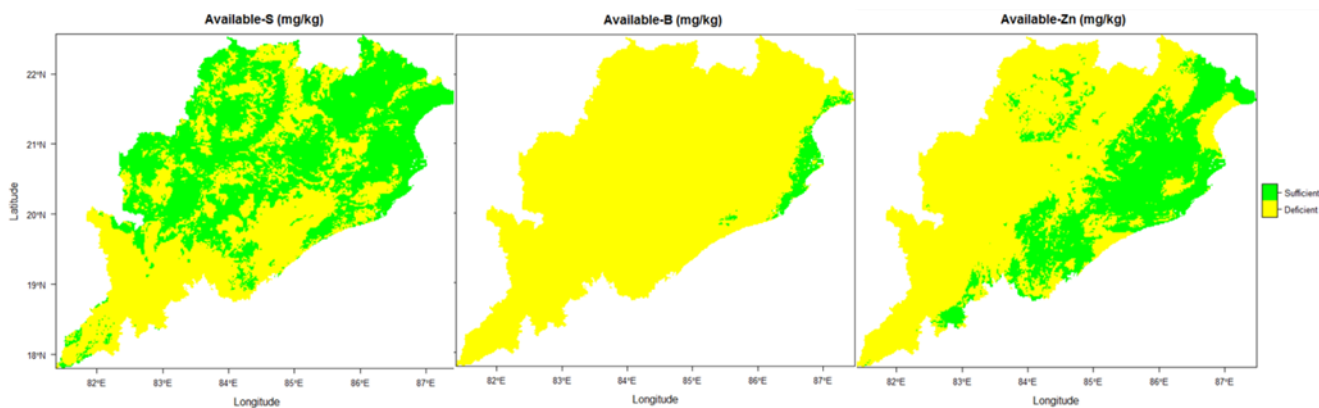 Available-S (mg/kg)
Available-B (mg/kg)
Available-Zn (mg/kg)
22°N
21°N
20°N
19°N
18°N
Latitude
Sufficient
Deficient
82°E 83°E 84°E 85°E 86°E 87°E
82°E 83°E 84°E 85°E 86°E 87°E
82°E 83°E 84°E 85°E 86°E 87°E
Longitude
Longitude
Longitude